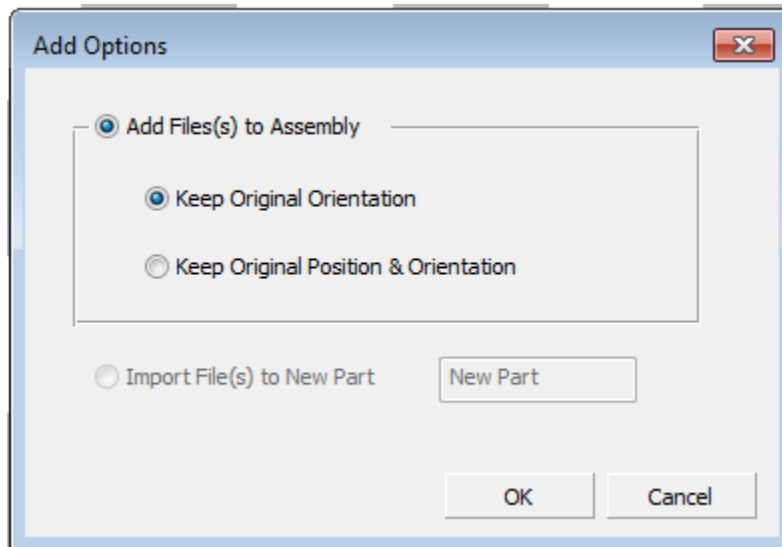 Add Options
Add Files(s) to Assembly
Keep Original Orientation
Keep Original Position & Orientation
Import File(s) to New Part New Part
OK Cancel